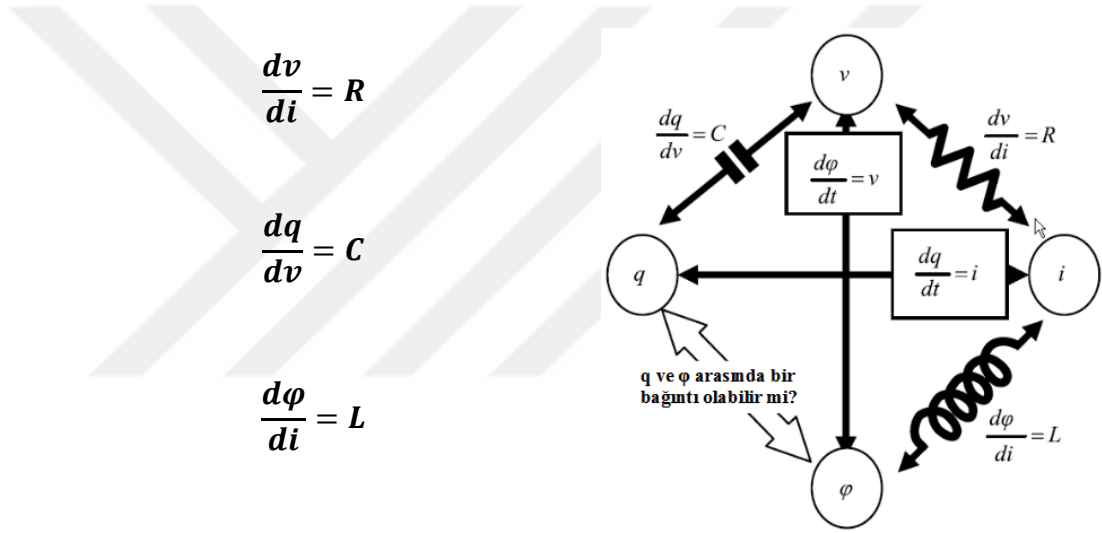 dv/di = R
dq/dv = C
dφ/di = L
v
dq/dv = C
dv/di = R
dφ/dt = v
q
dq/dt = i
i
q ve φ arasında bir
bağıntı olabilir mi?
dφ/di = L
φ